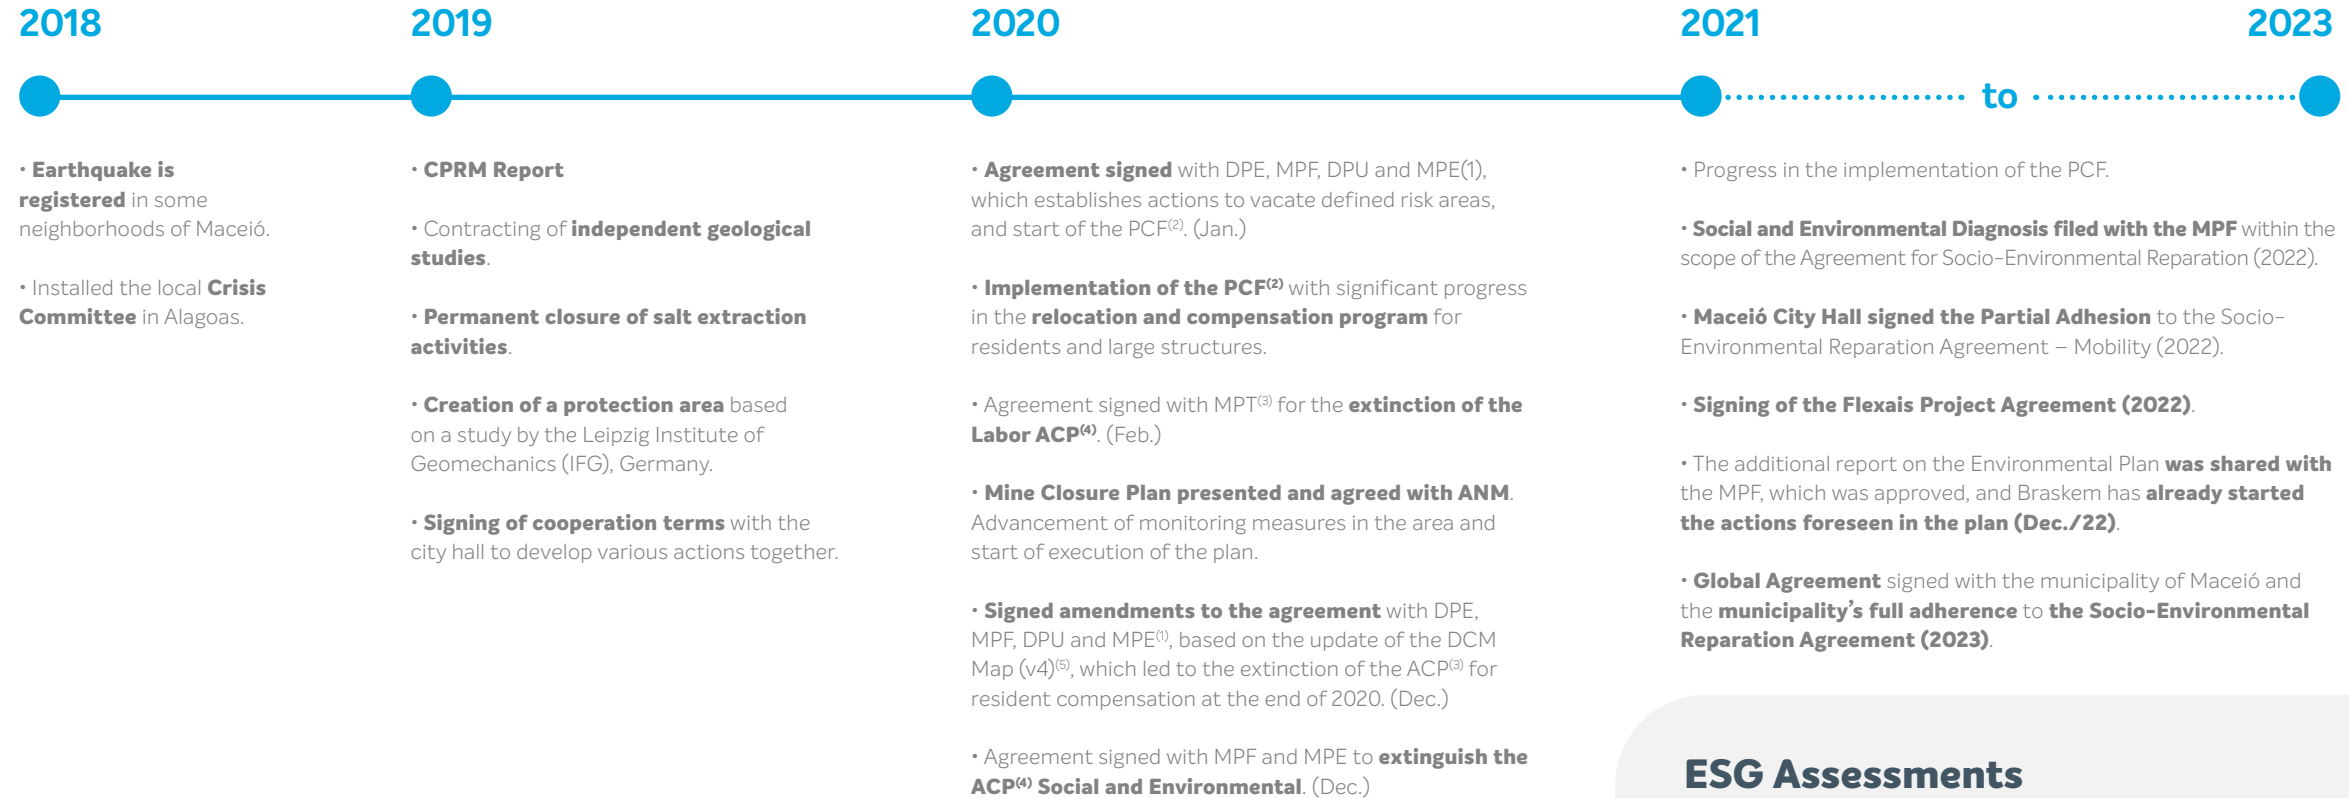 2018
• Earthquake is
registered in some
neighborhoods of Maceió.
• Installed the local Crisis
Committee in Alagoas.
2019
• CPRM Report
• Contracting of independent geological
studies.
• Permanent closure of salt extraction
activities.
• Creation of a protection area based
on a study by the Leipzig Institute of
Geomechanics (IFG), Germany.
• Signing of cooperation terms with the
city hall to develop various actions together.
2020
• Agreement signed with DPE, MPF, DPU and MPE(1),
which establishes actions to vacate defined risk areas,
and start of the PCF(2). (Jan.)
• Implementation of the PCF(2) with significant progress
in the relocation and compensation program for
residents and large structures.
• Agreement signed with MPT(3) for the extinction of the
Labor ACP(4). (Feb.)
• Mine Closure Plan presented and agreed with ANM.
Advancement of monitoring measures in the area and
start of execution of the plan.
• Signed amendments to the agreement with DPE,
MPF, DPU and MPE(1), based on the update of the DCM
Map (v4)(5), which led to the extinction of the ACP(3) for
resident compensation at the end of 2020. (Dec.)
• Agreement signed with MPF and MPE to extinguish the
ACP(4) Social and Environmental. (Dec.)
2021 to 2023
• Progress in the implementation of the PCF.
• Social and Environmental Diagnosis filed with the MPF within the
scope of the Agreement for Socio-Environmental Reparation (2022).
• Maceió City Hall signed the Partial Adhesion to the Socio-
Environmental Reparation Agreement – Mobility (2022).
• Signing of the Flexais Project Agreement (2022).
• The additional report on the Environmental Plan was shared with
the MPF, which was approved, and Braskem has already started
the actions foreseen in the plan (Dec./22).
• Global Agreement signed with the municipality of Maceió and
the municipality's full adherence to the Socio-Environmental
Reparation Agreement (2023).
ESG Assessments